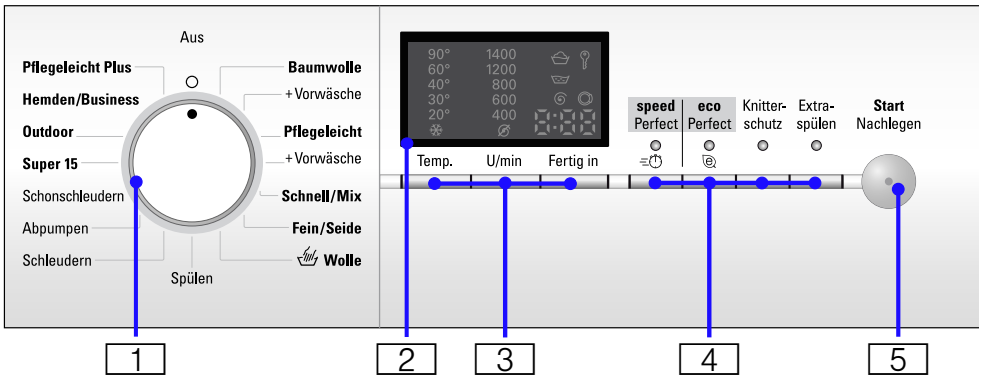 Aus
Pflegeleicht Plus
Hemden/Business
Outdoor
Super 15
Schonschleudern
Abpumpen
Schleudern
Spülen
Baumwolle
+Vorwäsche
Pflegeleicht
+Vorwäsche
Schnell/Mix
Fein/Seide
Wolle
90° 1400
60° 1200
40° 800
30° 600
20° 400
8:88
Temp. U/min Fertig in
speed Perfect
eco Perfect
Knitter-
schutz
Extra-
spülen
Start
Nachlegen
1 2 3 4 5